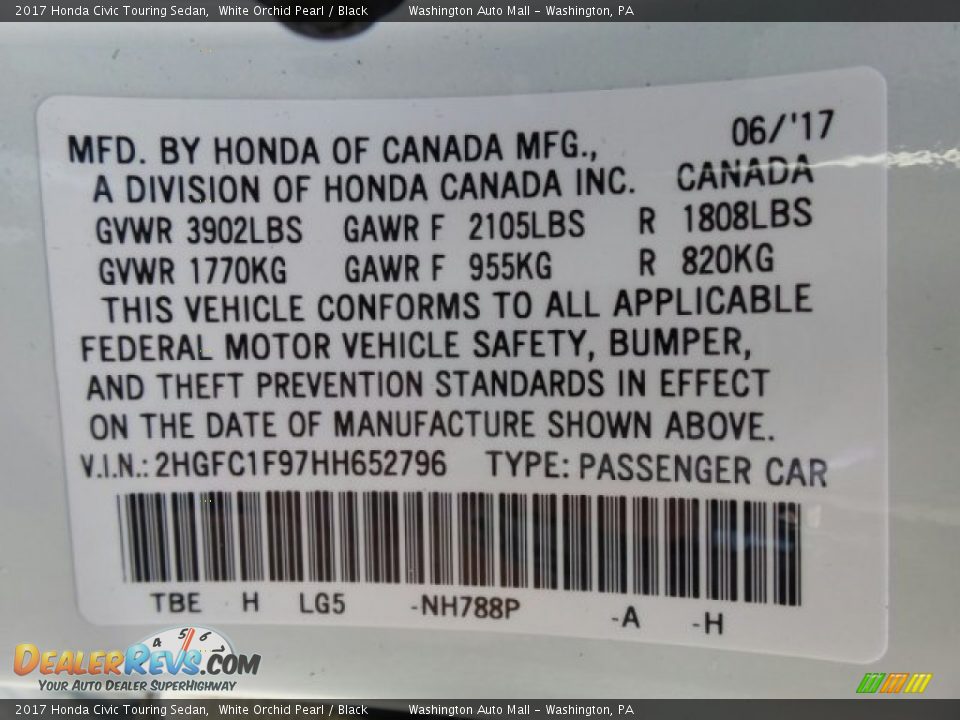 2017 Honda Civic Touring Sedan, White Orchid Pearl / Black Washington Auto Mall - Washington, PA
06/'17
MFD. BY HONDA OF CANADA MFG.,
A DIVISION OF HONDA CANADA INC. CANADA
GVWR 3902LBS GAWR F 2105LBS R 1808LBS
GVWR 1770KG GAWR F 955KG R 820KG
THIS VEHICLE CONFORMS TO ALL APPLICABLE
FEDERAL MOTOR VEHICLE SAFETY, BUMPER,
AND THEFT PREVENTION STANDARDS IN EFFECT
ON THE DATE OF MANUFACTURE SHOWN ABOVE.
V.I.N.: 2HGFC1F97HH652796 TYPE: PASSENGER CAR
TBE H LG5 -NH788P -A -H
4 5 6
DEALERREVS.COM
YOUR AUTO DEALER SUPERHIGHWAY
2017 Honda Civic Touring Sedan, White Orchid Pearl / Black Washington Auto Mall - Washington, PA